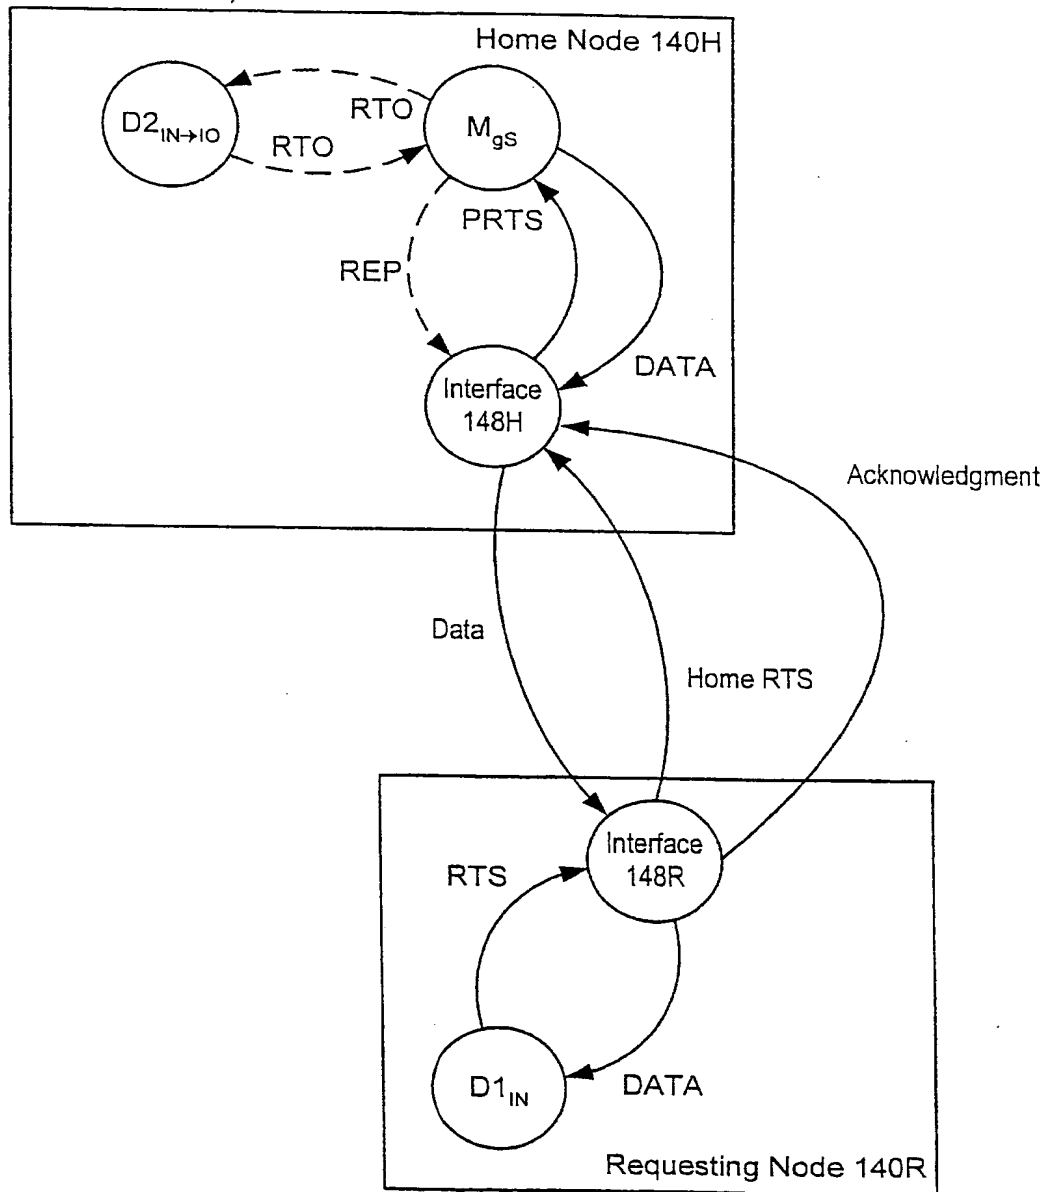 Home Node 140H
D2IN→IO
RTO
RTO
MgS
PRTS
REP
DATA
Interface
148H
Acknowledgment
Data
Home RTS
Interface
148R
RTS
D1IN
DATA
Requesting Node 140R